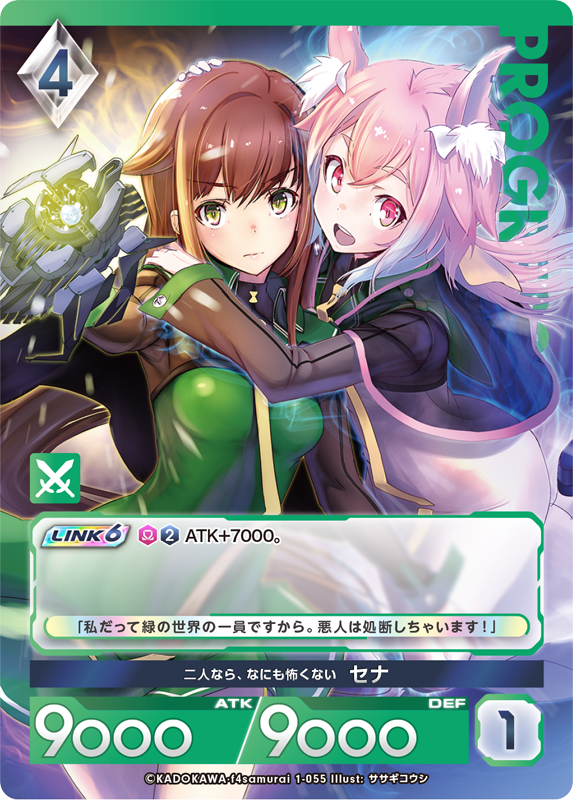 4
PROGR
LINK 6 Ω 2 ATK+7000。
「私だって緑の世界の一員ですから。悪人は処断しちゃいます！」
二人なら、なにも怖くない セナ
ATK DEF
9000 9000 1
©KADOKAWA-f4samurai 1-055 Illust: ササギコウシ